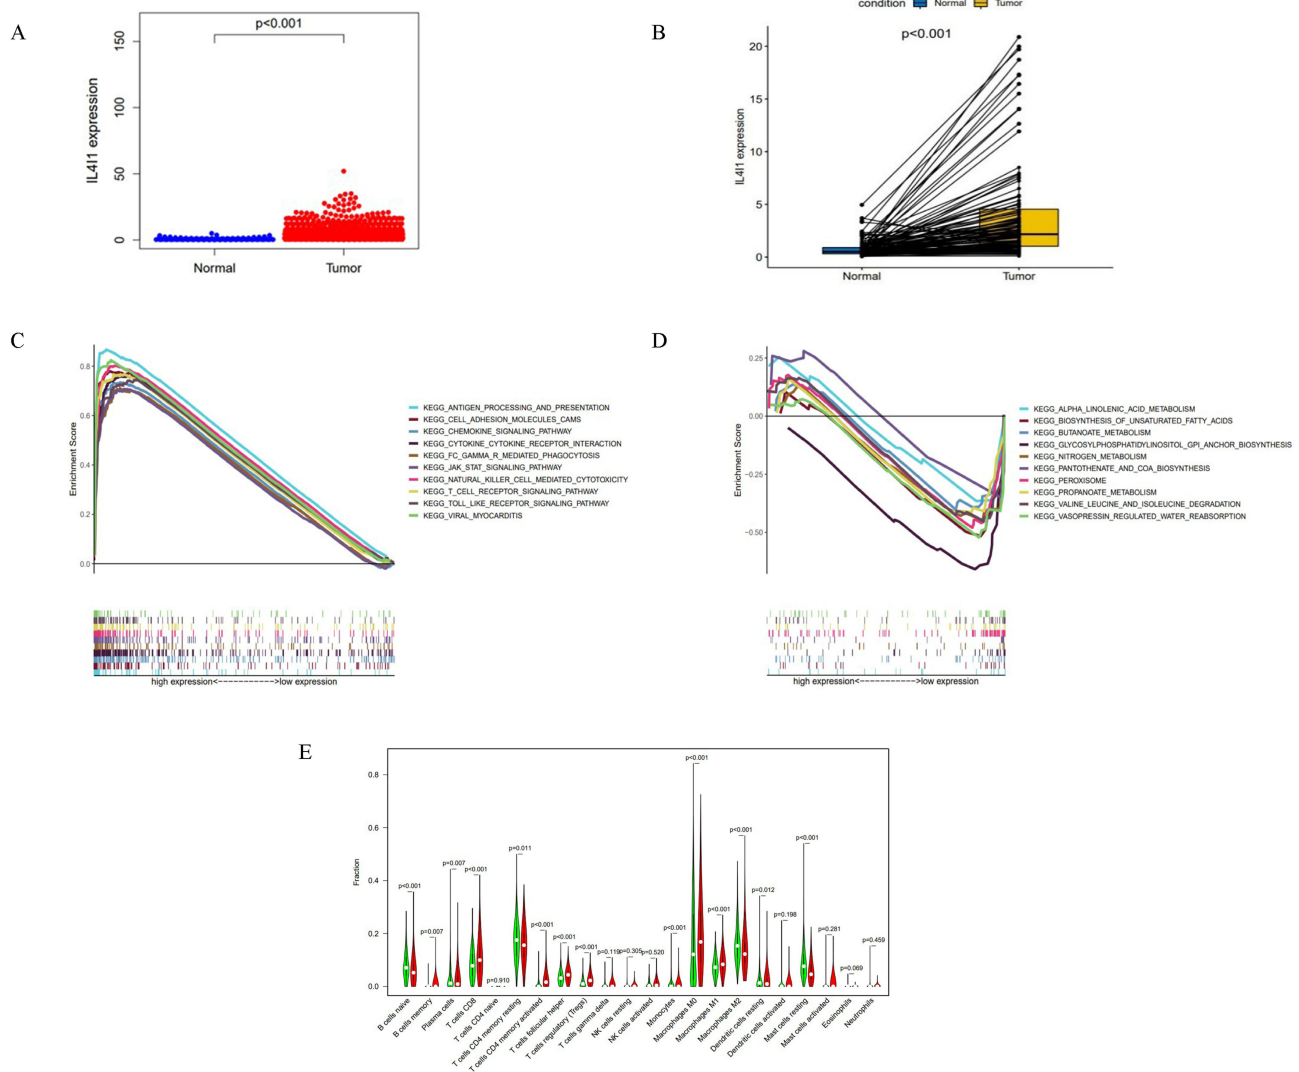 A
p<0.001
IL4I1 expression
150
100
50
0
Normal
Tumor
B
condition Normal Tumor
p<0.001
IL4I1 expression
20
15
10
5
0
Normal
Tumor
C
Enrichment Score
0.8
0.6
0.4
0.2
0.0
KEGG_ANTIGEN_PROCESSING_AND_PRESENTATION
KEGG_CELL_ADHESION_MOLECULES_CAMS
KEGG_CHEMOKINE_SIGNALING_PATHWAY
KEGG_CYTOKINE_CYTOKINE_RECEPTOR_INTERACTION
KEGG_FC_GAMMA_R_MEDIATED_PHAGOCYTOSIS
KEGG_JAK_STAT_SIGNALING_PATHWAY
KEGG_NATURAL_KILLER_CELL_MEDIATED_CYTOTOXICITY
KEGG_T_CELL_RECEPTOR_SIGNALING_PATHWAY
KEGG_TOLL_LIKE_RECEPTOR_SIGNALING_PATHWAY
KEGG_VIRAL_MYOCARDITIS
high expression<------------->low expression
D
Enrichment Score
0.25
0.00
−0.25
−0.50
KEGG_ALPHA_LINOLENIC_ACID_METABOLISM
KEGG_BIOSYNTHESIS_OF_UNSATURATED_FATTY_ACIDS
KEGG_BUTANOATE_METABOLISM
KEGG_GLYCOSYLPHOSPHATIDYLINOSITOL_GPI_ANCHOR_BIOSYNTHESIS
KEGG_NITROGEN_METABOLISM
KEGG_PANTOTHENATE_AND_COA_BIOSYNTHESIS
KEGG_PEROXISOME
KEGG_PROPANOATE_METABOLISM
KEGG_VALINE_LEUCINE_AND_ISOLEUCINE_DEGRADATION
KEGG_VASOPRESSIN_REGULATED_WATER_REABSORPTION
high expression<------------->low expression
E
Fraction
0.8
0.6
0.4
0.2
0.0
p<0.001
p=0.007
p=0.007
p<0.001
p=0.910
p=0.011
p<0.001
p<0.001
p<0.001
p=0.119
p=0.305
p=0.520
p<0.001
p<0.001
p<0.001
p<0.001
p=0.012
p=0.198
p<0.001
p=0.281
p=0.069
p=0.459
B cells naive
B cells memory
Plasma cells
T cells CD8
T cells CD4 naive
T cells CD4 memory resting
T cells CD4 memory activated
T cells follicular helper
T cells regulatory (Tregs)
T cells gamma delta
NK cells resting
NK cells activated
Monocytes
Macrophages M0
Macrophages M1
Macrophages M2
Dendritic cells resting
Dendritic cells activated
Mast cells resting
Mast cells activated
Eosinophils
Neutrophils